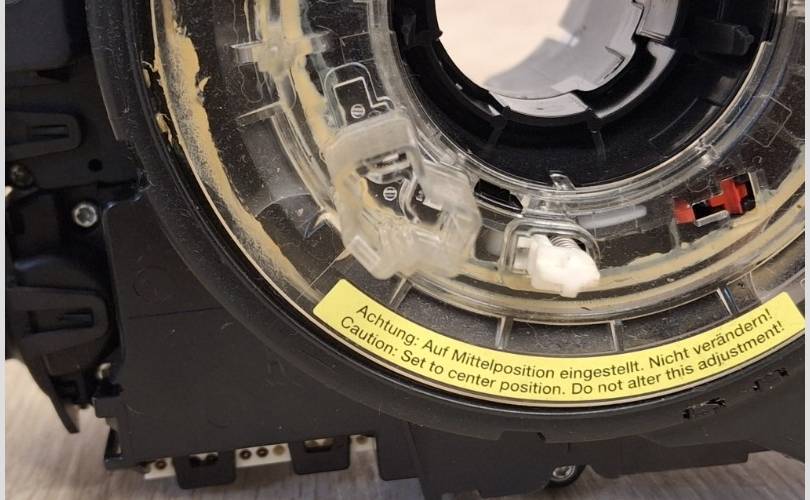 Achtung: Auf Mittelposition eingestellt. Nicht verändern!
Caution: Set to center position. Do not alter this adjustment!